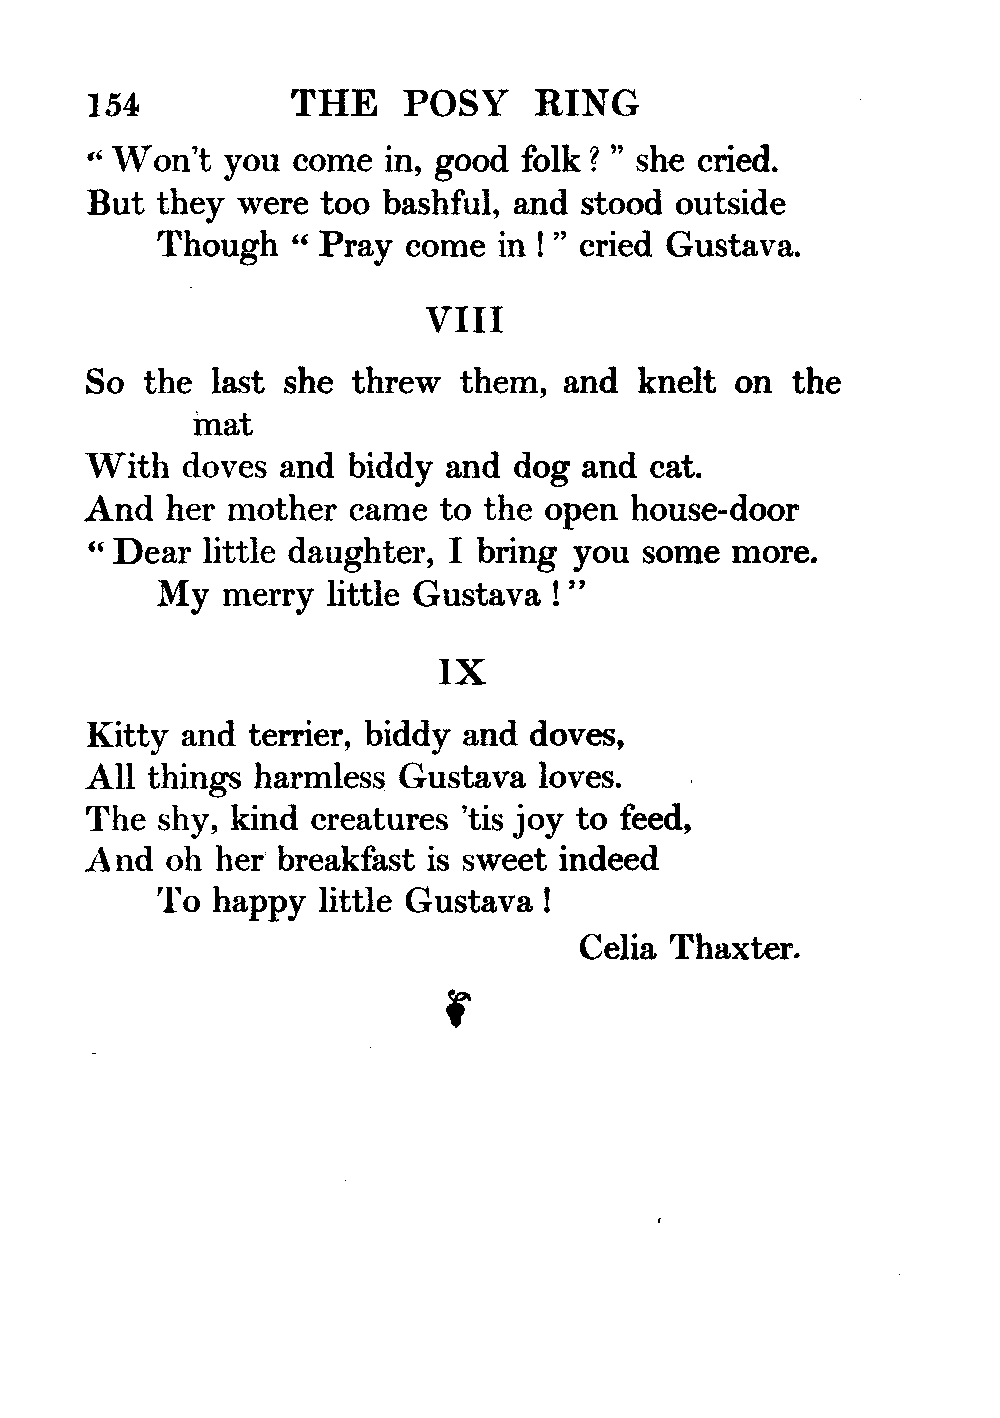 154 THE POSY RING
“ Won't you come in, good folk ? ” she cried.
But they were too bashful, and stood outside
Though “ Pray come in ! ” cried Gustava.
VIII
So the last she threw them, and knelt on the
mat
With doves and biddy and dog and cat.
And her mother came to the open house-door
“ Dear little daughter, I bring you some more.
My merry little Gustava ! ”
IX
Kitty and terrier, biddy and doves,
All things harmless Gustava loves.
The shy, kind creatures 'tis joy to feed,
And oh her breakfast is sweet indeed
To happy little Gustava !
Celia Thaxter.